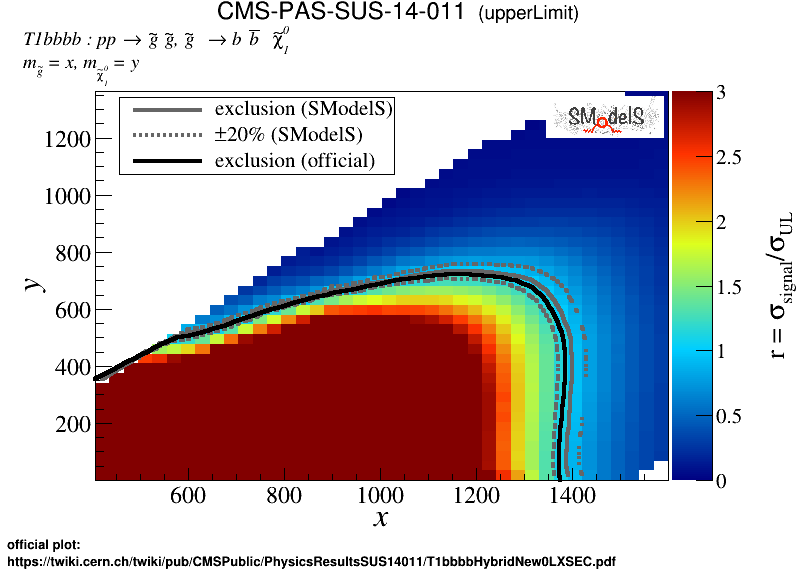 CMS-PAS-SUS-14-011 (upperLimit)
T1bbbb : pp → g̃ g̃, g̃ → b b̅ χ̃₁⁰
m_g̃ = x, m_χ̃₁⁰ = y
exclusion (SModelS)
±20% (SModelS)
exclusion (official)
SModelS
y
1200
1000
800
600
400
200
600 800 1000 1200 1400
x
3
2.5
2
1.5
1
0.5
0
r = σ_signal/σ_UL
official plot:
https://twiki.cern.ch/twiki/pub/CMSPublic/PhysicsResultsSUS14011/T1bbbbHybridNew0LXSEC.pdf